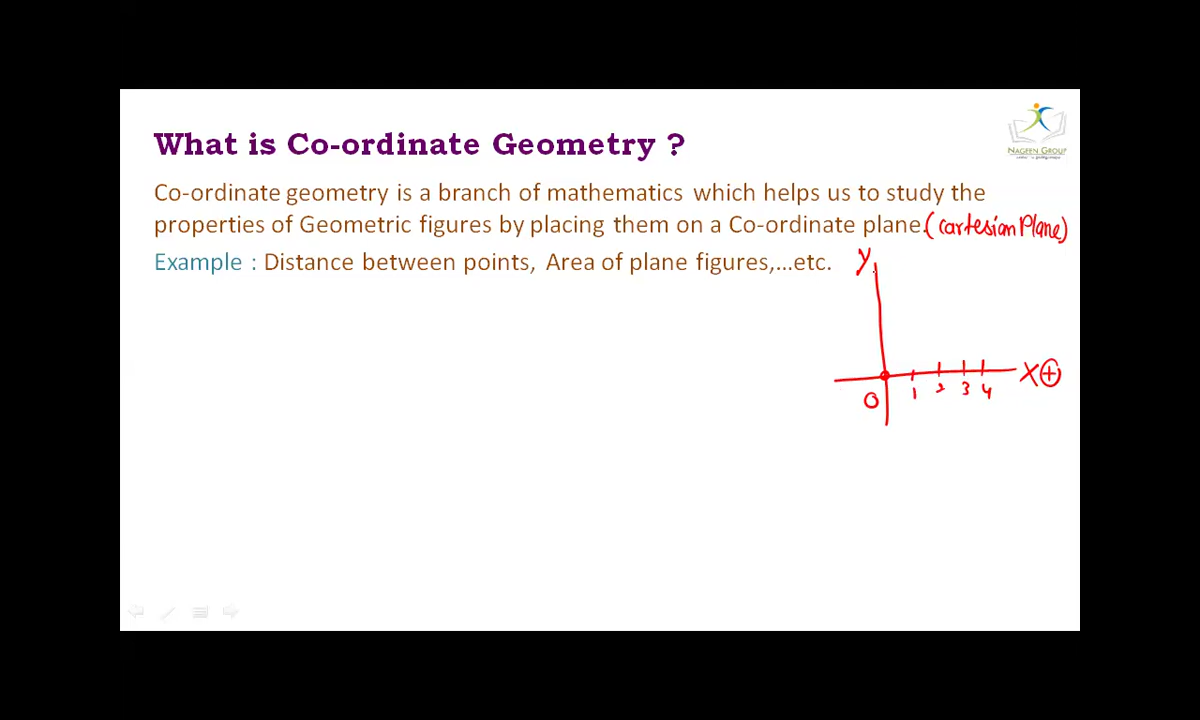 What is Co-ordinate Geometry ?
NAGEEN GROUP
Co-ordinate geometry is a branch of mathematics which helps us to study the
properties of Geometric figures by placing them on a Co-ordinate plane. (Cartesian Plane)
Example : Distance between points, Area of plane figures,...etc.
Y
X +
0 1 2 3 4